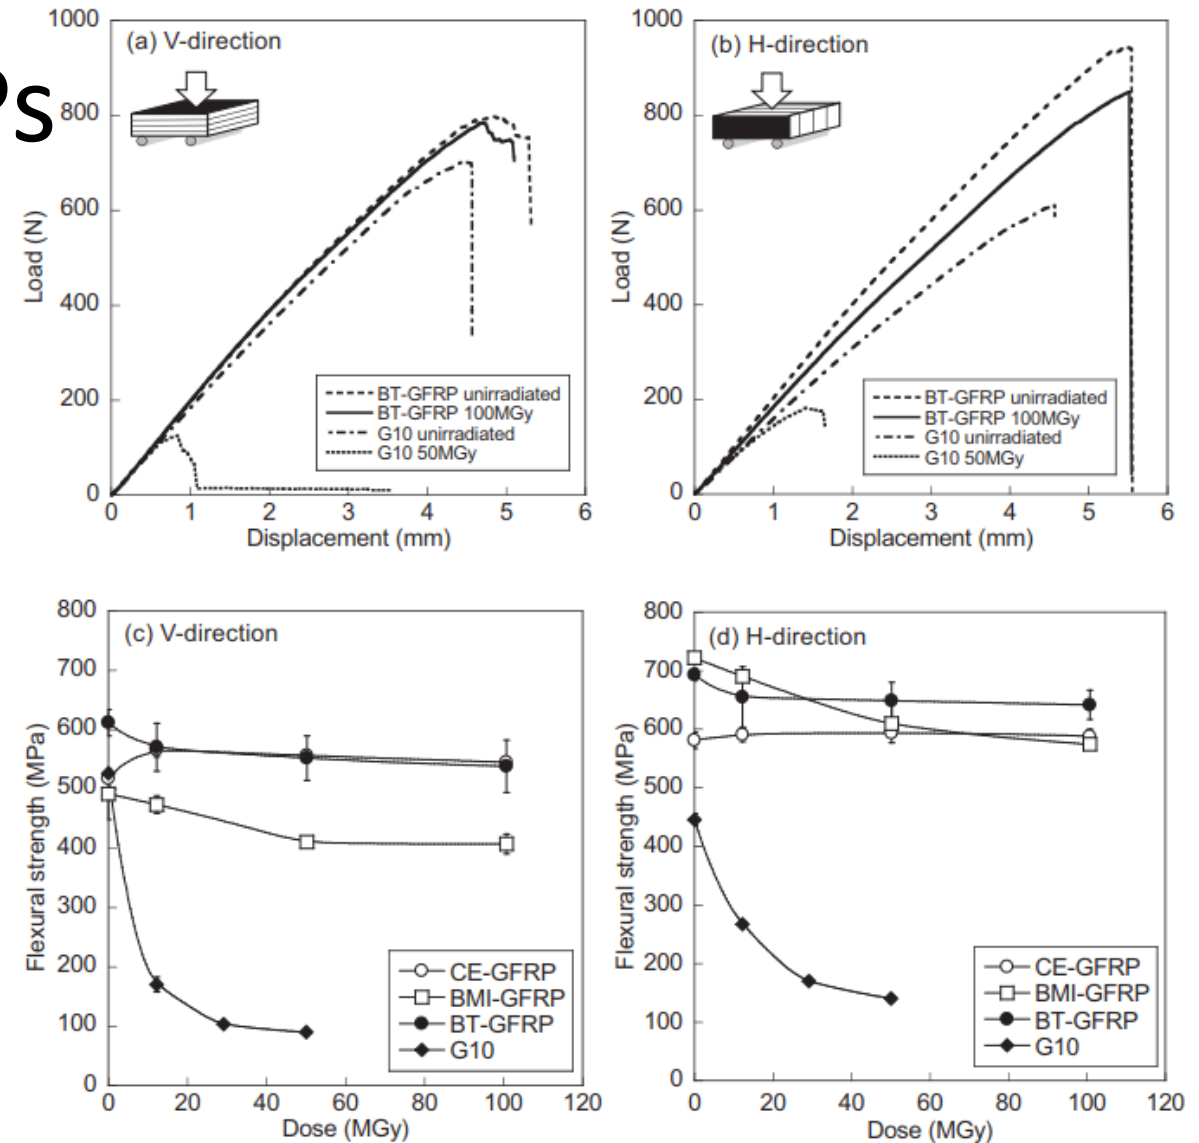 Ps
(a) V-direction
1000
800
600
400
200
0
Load (N)
BT-GFRP unirradiated
BT-GFRP 100MGy
G10 unirradiated
G10 50MGy
0 1 2 3 4 5 6
Displacement (mm)
(b) H-direction
1000
800
600
400
200
0
Load (N)
BT-GFRP unirradiated
BT-GFRP 100MGy
G10 unirradiated
G10 50MGy
0 1 2 3 4 5 6
Displacement (mm)
(c) V-direction
800
700
600
500
400
300
200
100
0
Flexural strength (MPa)
CE-GFRP
BMI-GFRP
BT-GFRP
G10
0 20 40 60 80 100 120
Dose (MGy)
(d) H-direction
800
700
600
500
400
300
200
100
0
Flexural strength (MPa)
CE-GFRP
BMI-GFRP
BT-GFRP
G10
0 20 40 60 80 100 120
Dose (MGy)